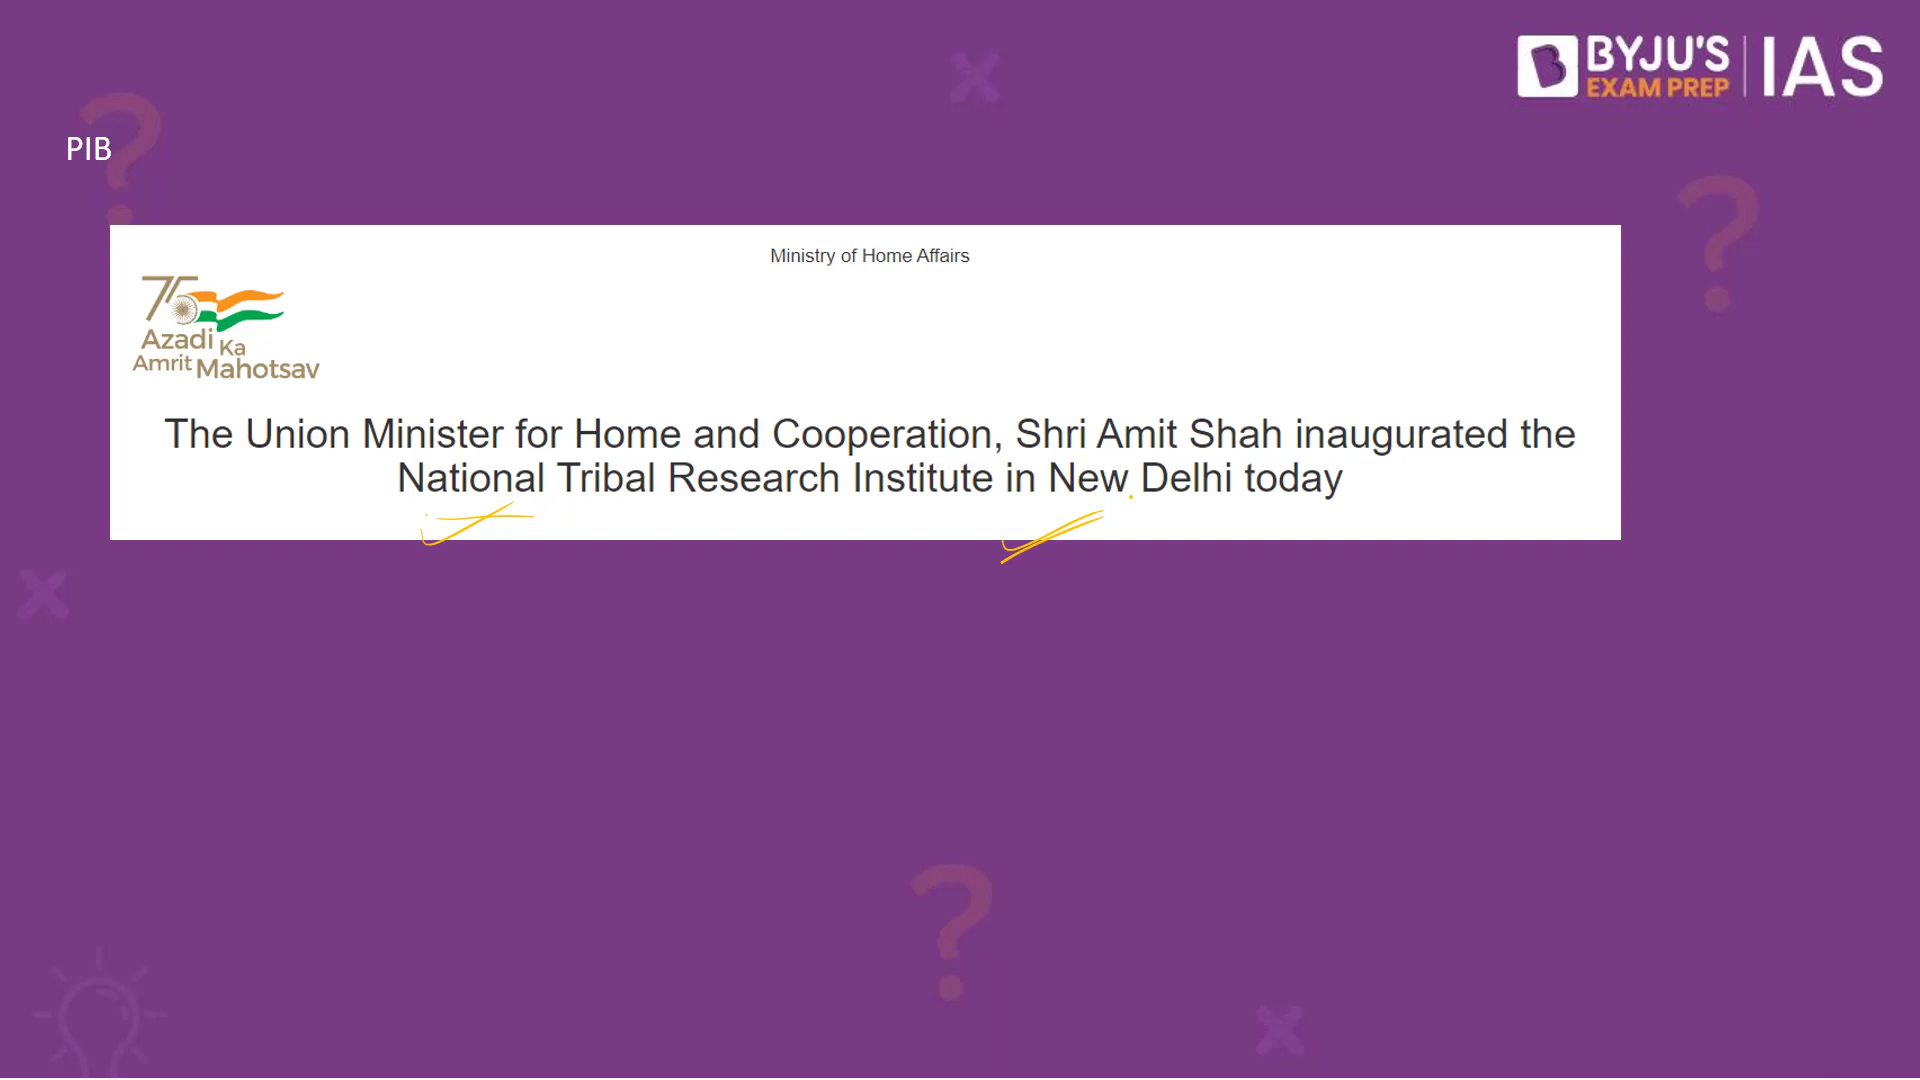 BYJU'S
EXAM PREP
IAS
PIB
Ministry of Home Affairs
75
Azadi Ka
Amrit Mahotsav
The Union Minister for Home and Cooperation, Shri Amit Shah inaugurated the
National Tribal Research Institute in New Delhi today